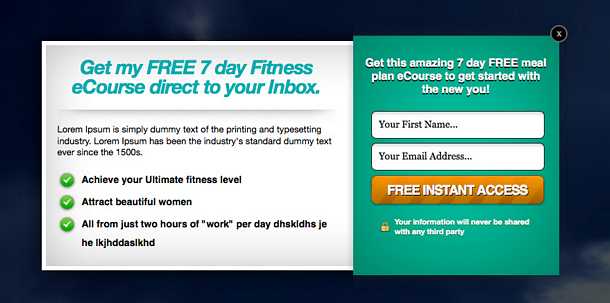 Get my FREE 7 day Fitness
eCourse direct to your Inbox.
Lorem Ipsum is simply dummy text of the printing and typesetting
industry. Lorem Ipsum has been the industry's standard dummy text
ever since the 1500s.
Achieve your Ultimate fitness level
Attract beautiful women
All from just two hours of "work" per day dhskldhs je
he lkjhddaslkhd
x
Get this amazing 7 day FREE meal
plan eCourse to get started with
the new you!
Your First Name...
Your Email Address...
FREE INSTANT ACCESS
Your information will never be shared
with any third party